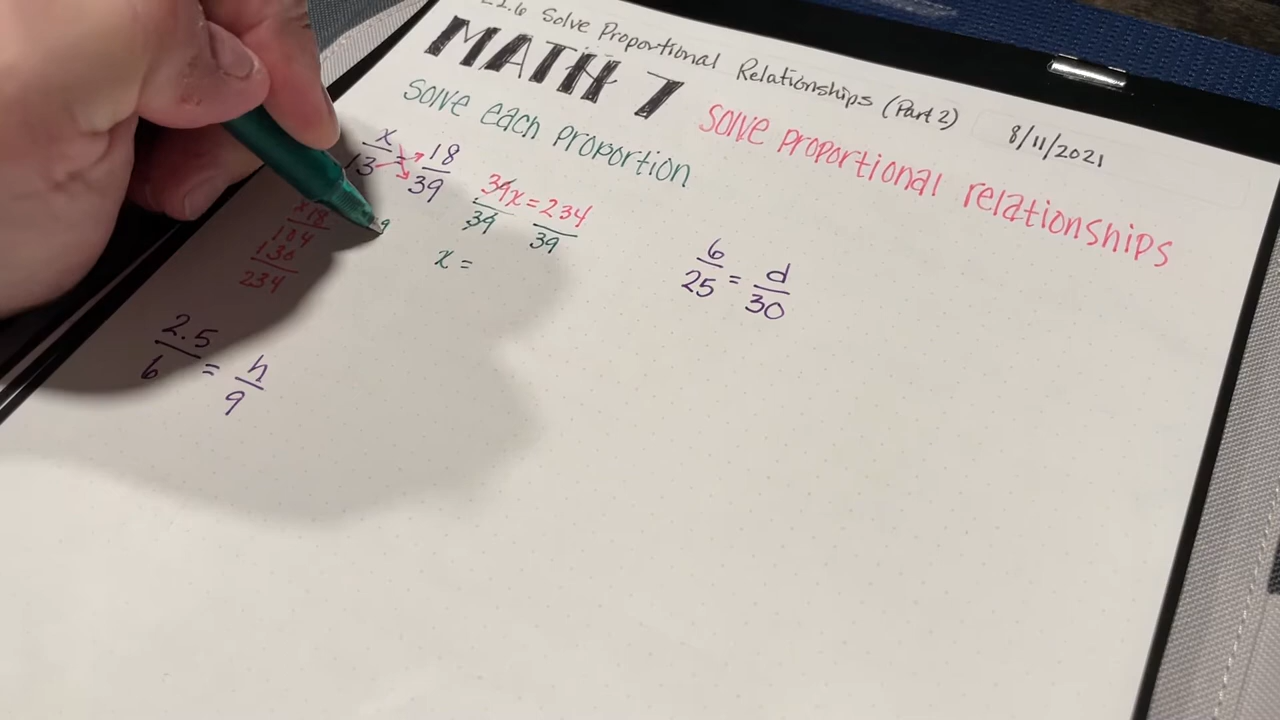 Solve Proportional Relationships (Part 2)
MATH 7
Solve proportional relationships
8/11/2021
Solve each proportion
x/13 = 18/39
39x/39 = 234/39
x =
x18
104
130
234
6/25 = d/30
2.5/6 = h/9